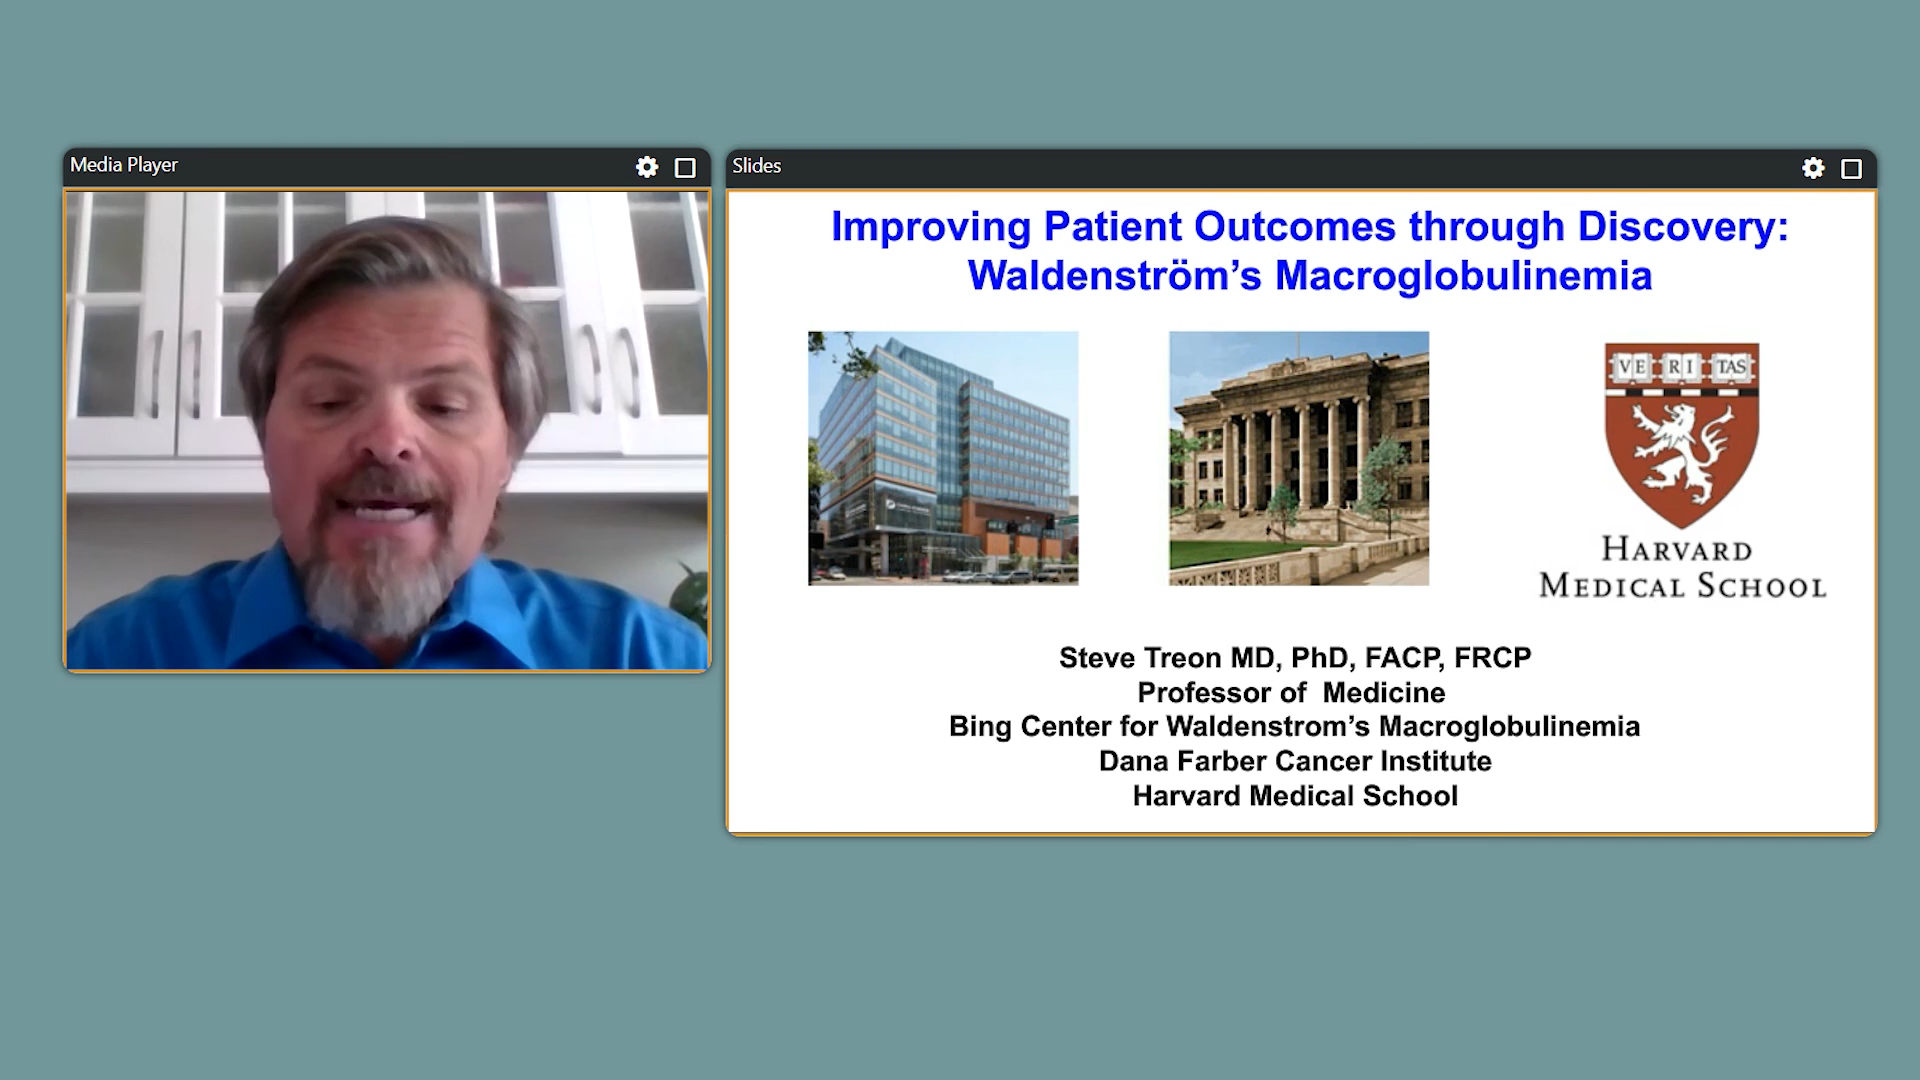 Media Player
Slides
Improving Patient Outcomes through Discovery:
Waldenström’s Macroglobulinemia
VE RI TAS
HARVARD
MEDICAL SCHOOL
Steve Treon MD, PhD, FACP, FRCP
Professor of  Medicine
Bing Center for Waldenstrom’s Macroglobulinemia
Dana Farber Cancer Institute
Harvard Medical School